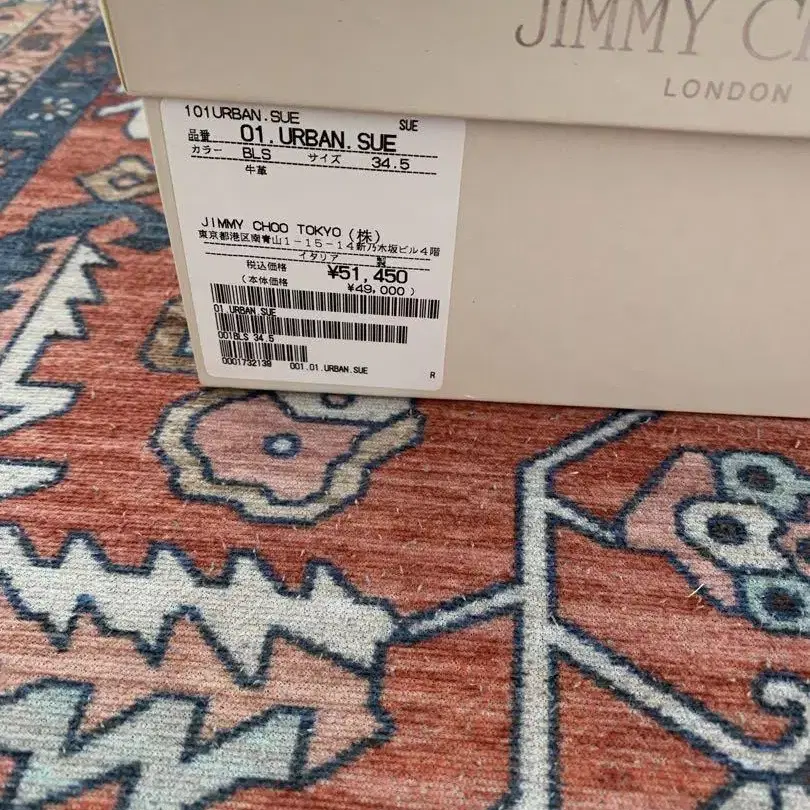 JIMMY C
LONDON
101URBAN.SUE
SUE
品番 01.URBAN.SUE
カラー BLS サイズ 34.5
牛革
JIMMY CHOO TOKYO (株)
東京都港区南青山1-15-14新乃木坂ビル4階
イタリア 製
税込価格 ¥51,450
(本体価格 ¥49,000 )
01.URBAN.SUE
001BLS 34.5
0001732139 001.01.URBAN.SUE R